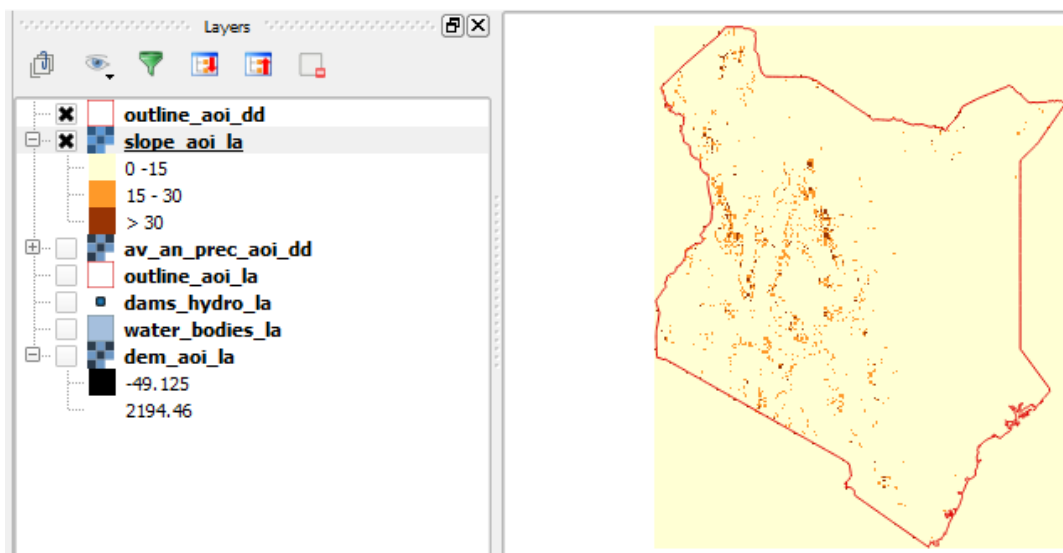 Layers
outline_aoi_dd
slope_aoi_la
0 -15
15 - 30
> 30
av_an_prec_aoi_dd
outline_aoi_la
dams_hydro_la
water_bodies_la
dem_aoi_la
-49.125
2194.46